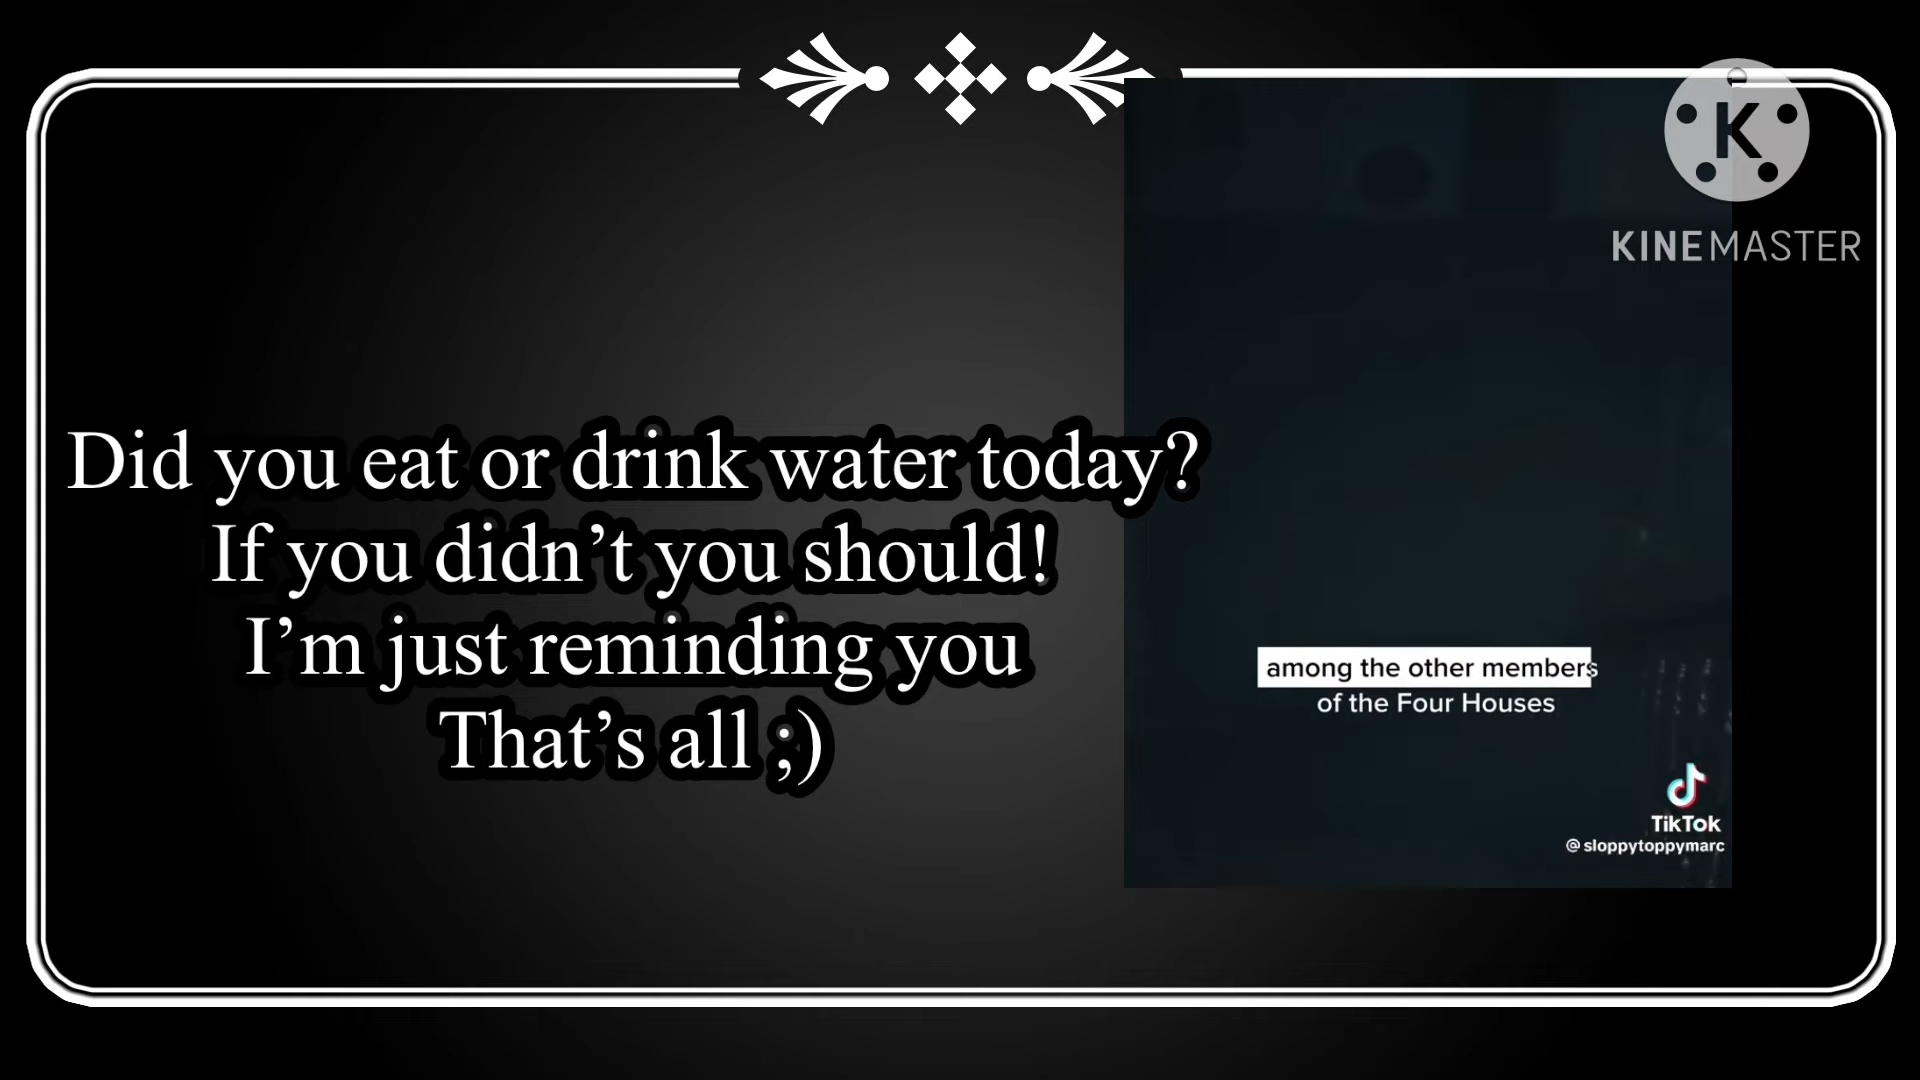 Did you eat or drink water today?
If you didn’t you should!
I’m just reminding you
That’s all ;)
K
KINEMASTER
among the other members
of the Four Houses
TikTok
@sloppytoppymarc